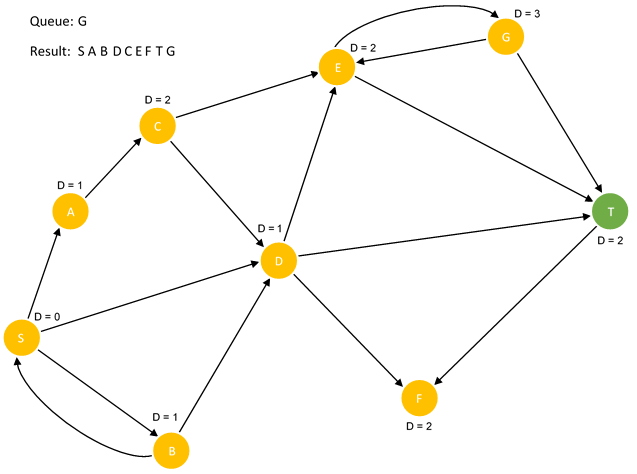 Queue: G
Result: S A B D C E F T G
D = 3
G
D = 2
E
D = 2
C
D = 1
A
T
D = 2
D = 1
D
D = 0
S
F
D = 2
D = 1
B